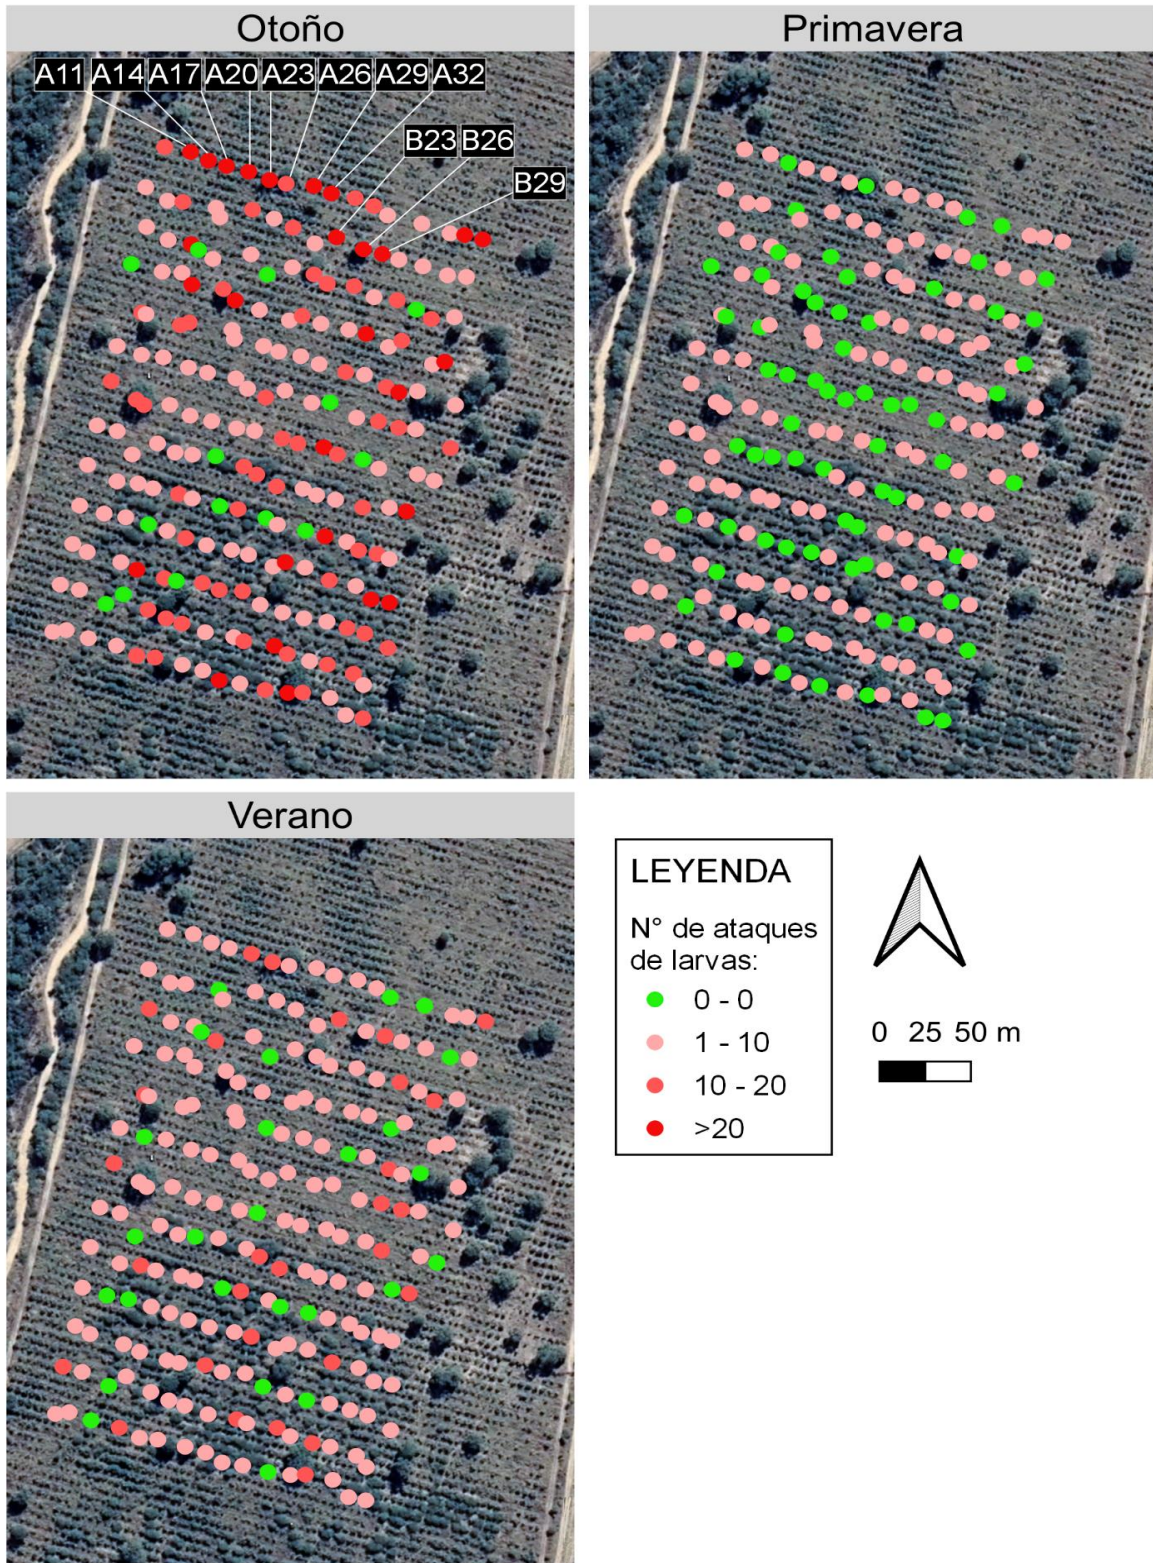 Otoño
Primavera
A11 A14 A17 A20 A23 A26 A29 A32
B23 B26
B29
Verano
LEYENDA
N° de ataques
de larvas:
0 - 0
1 - 10
10 - 20
>20
0 25 50 m